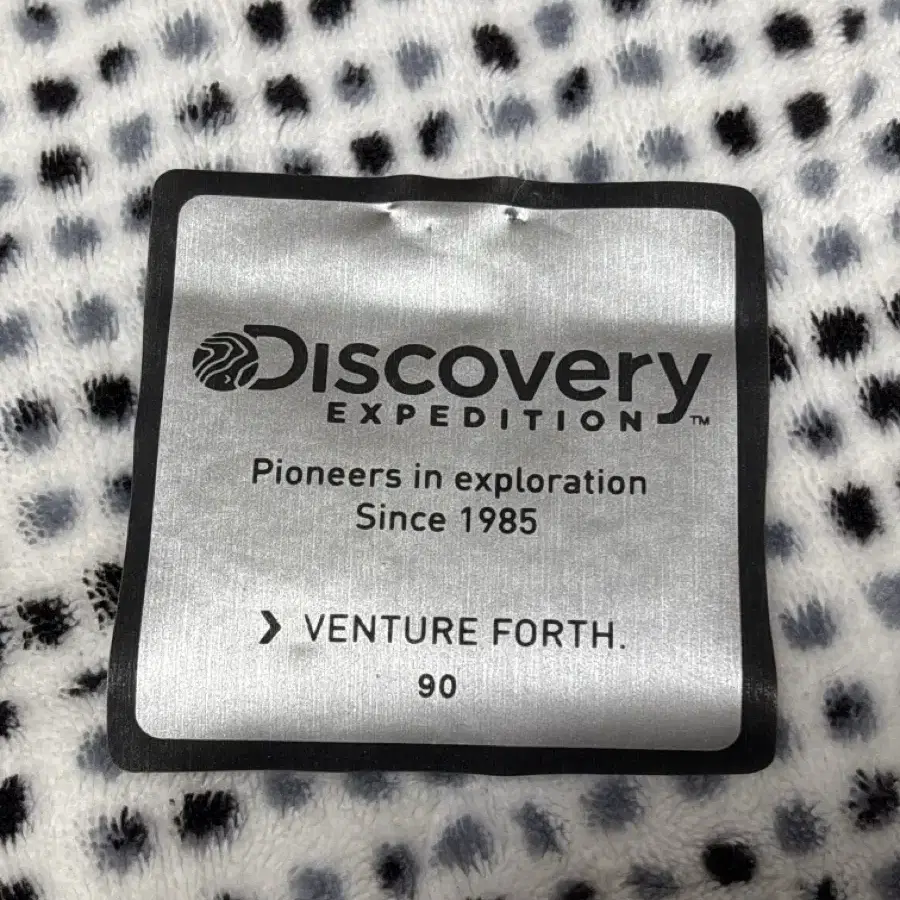 DISCOVERY
EXPEDITION™
Pioneers in exploration
Since 1985
❯ VENTURE FORTH.
90